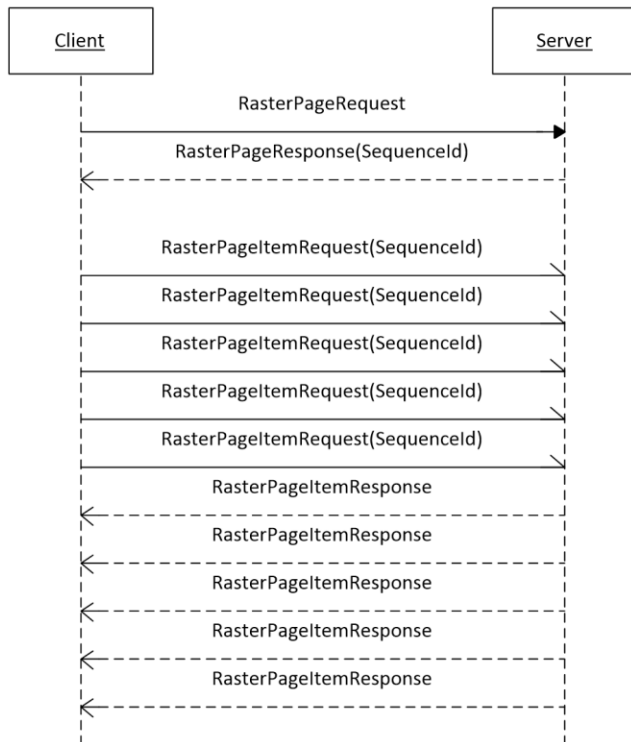 Client
Server
RasterPageRequest
RasterPageResponse(SequenceId)
RasterPageItemRequest(SequenceId)
RasterPageItemRequest(SequenceId)
RasterPageItemRequest(SequenceId)
RasterPageItemRequest(SequenceId)
RasterPageItemRequest(SequenceId)
RasterPageItemResponse
RasterPageItemResponse
RasterPageItemResponse
RasterPageItemResponse
RasterPageItemResponse